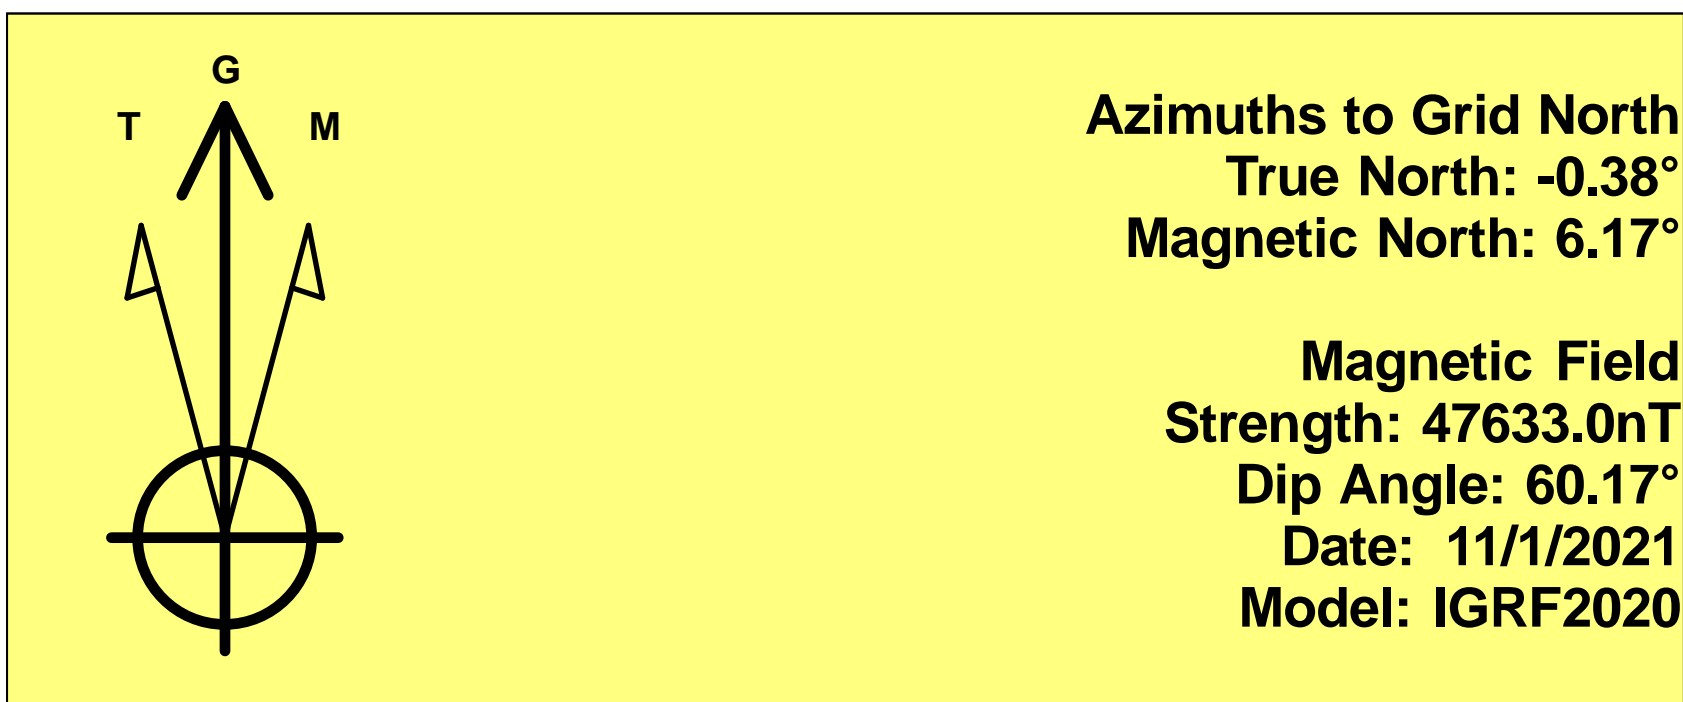 G
T M
Azimuths to Grid North
True North: -0.38°
Magnetic North: 6.17°
Magnetic Field
Strength: 47633.0nT
Dip Angle: 60.17°
Date: 11/1/2021
Model: IGRF2020